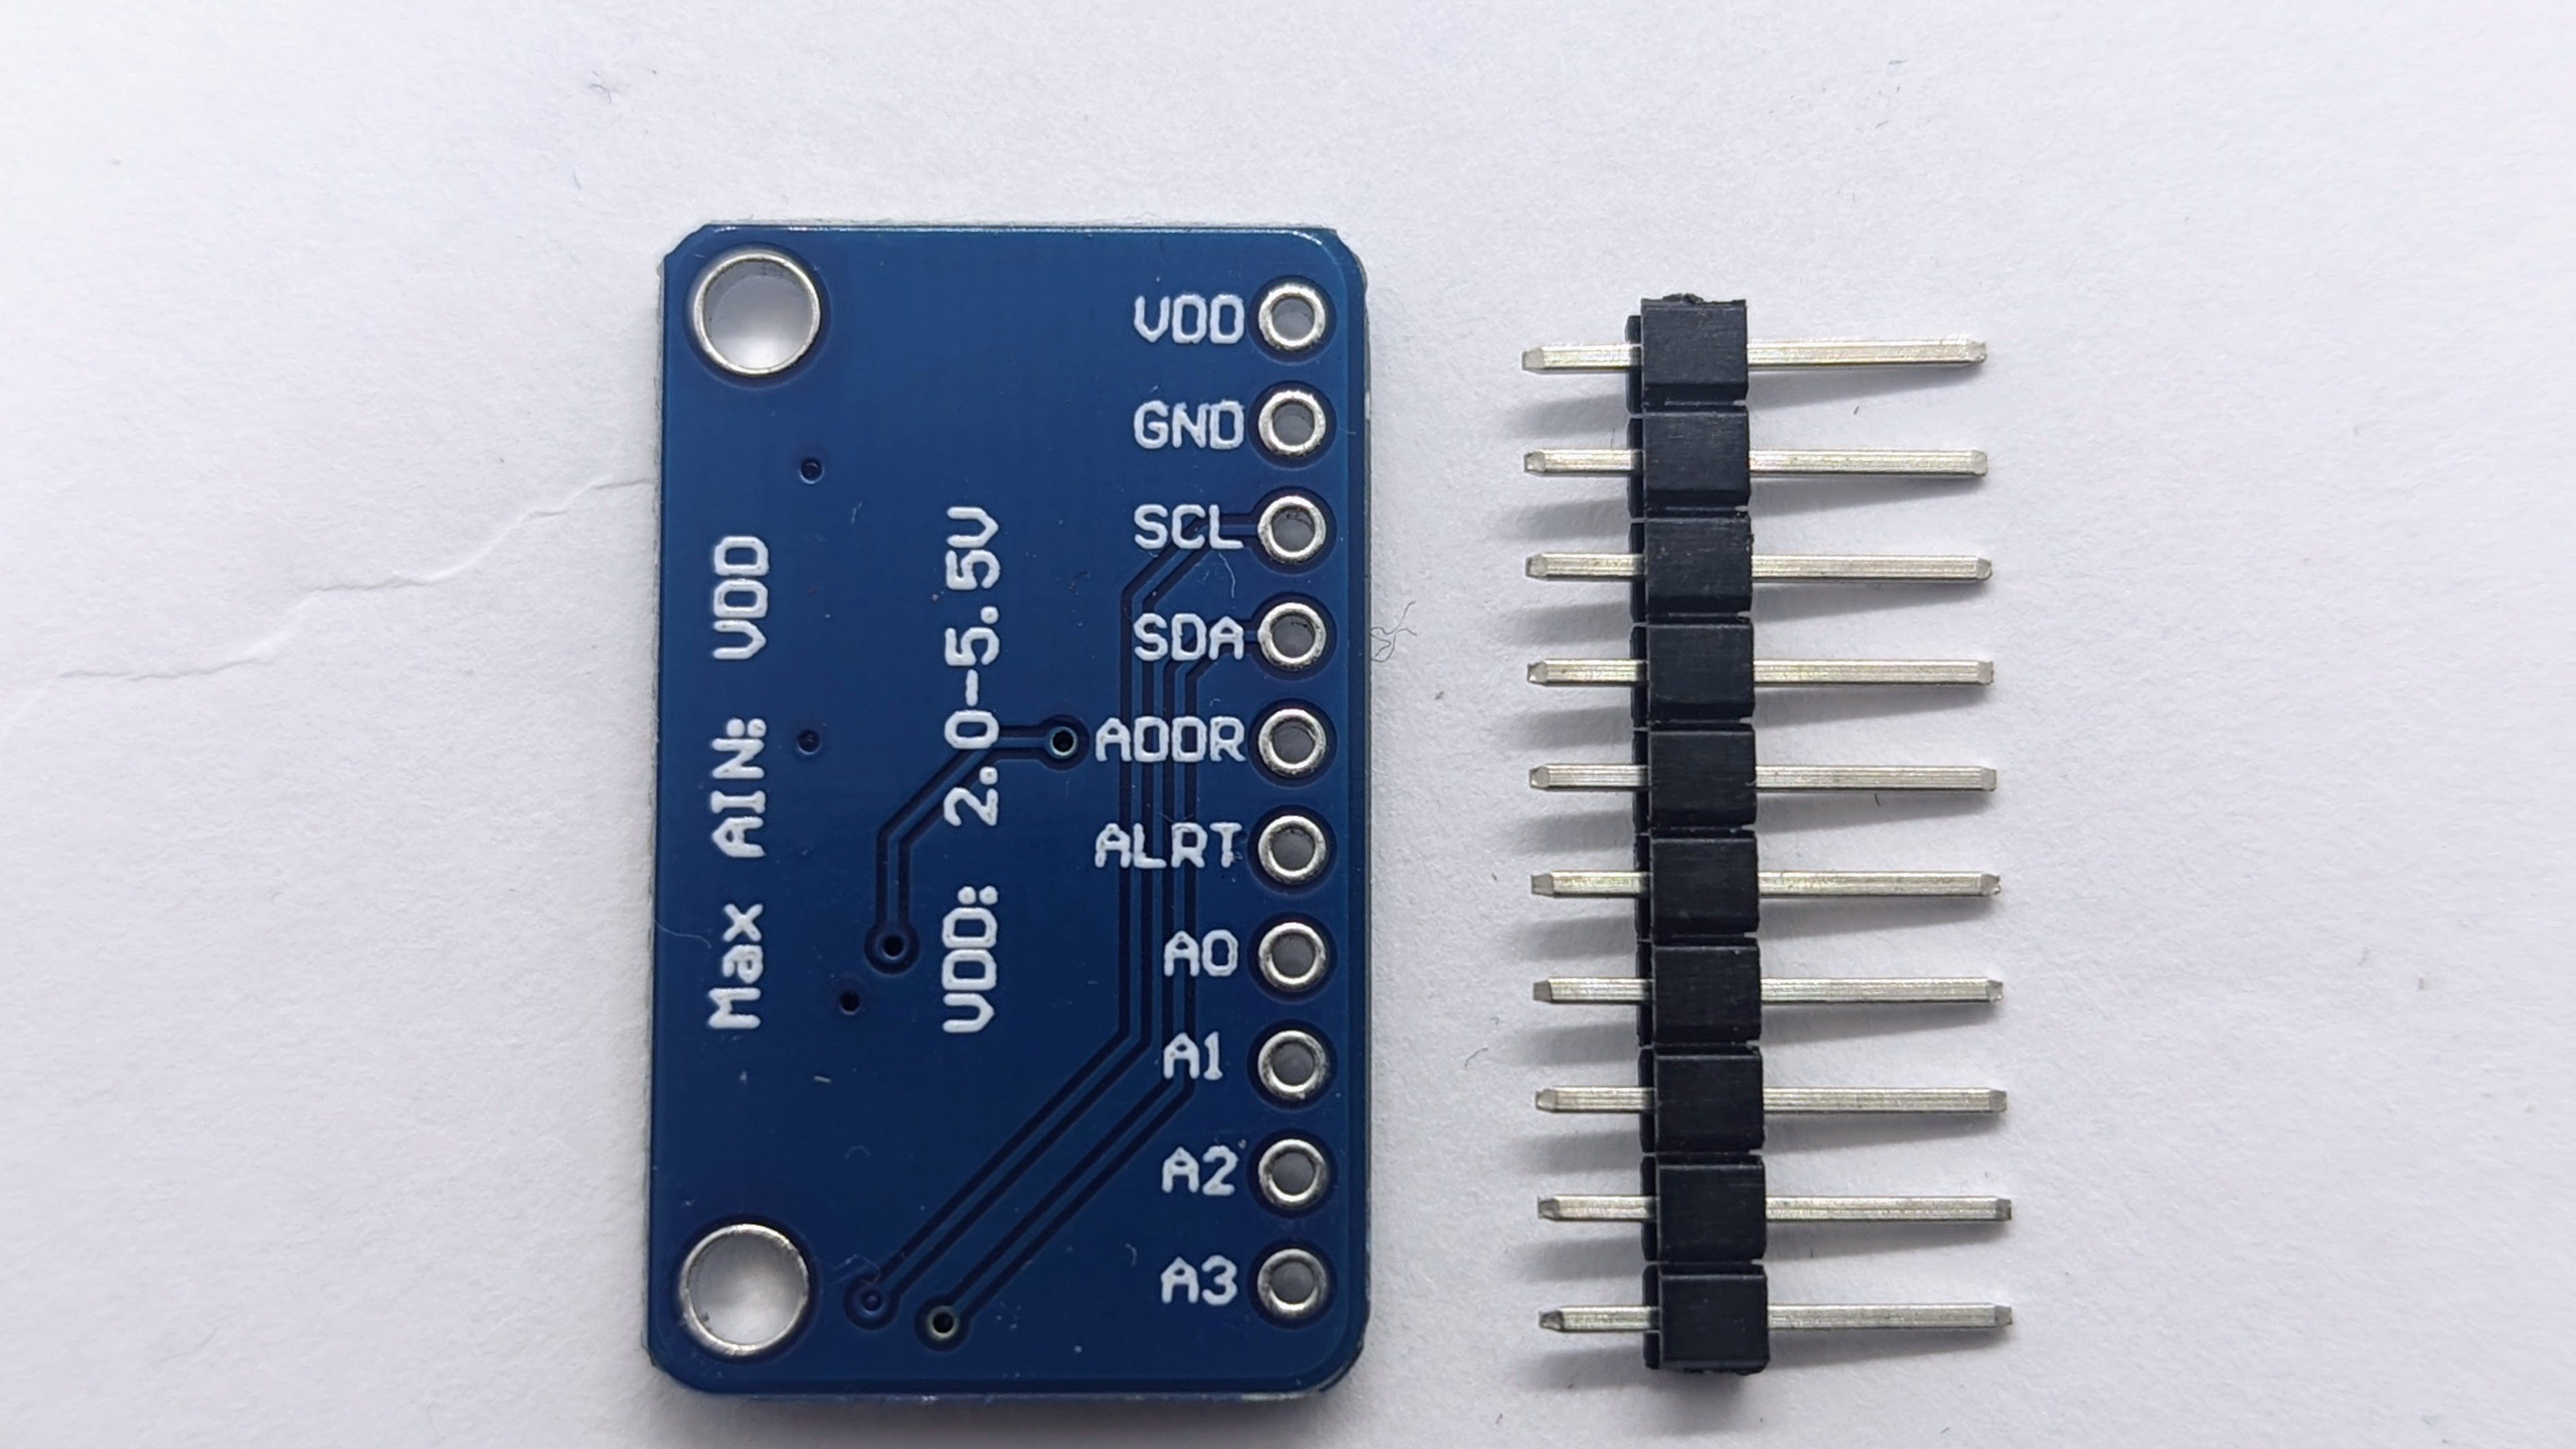 VDD
GND
SCL
SDA
ADDR
ALRT
A0
A1
A2
A3
Max AIN: VDD
VDD: 2.0-5.5V